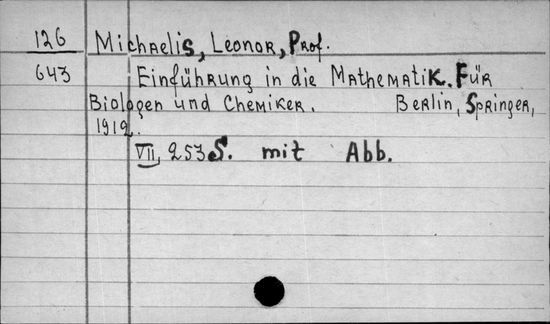 126 Michaelis, Leonor, Prof.
643 Einführung in die Mathematik. Für
Biologen und Chemiker. Berlin, Springer,
1912.
VII, 253 S. mit Abb.